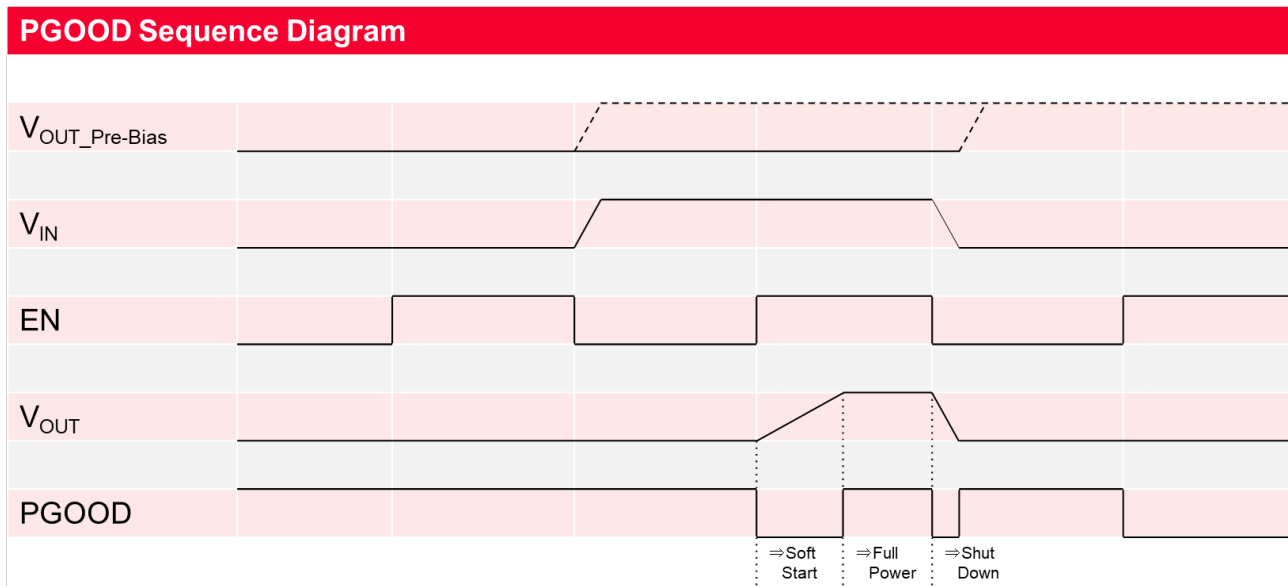 PGOOD Sequence Diagram
VOUT_Pre-Bias
VIN
EN
VOUT
PGOOD
⇒Soft Start
⇒Full Power
⇒Shut Down